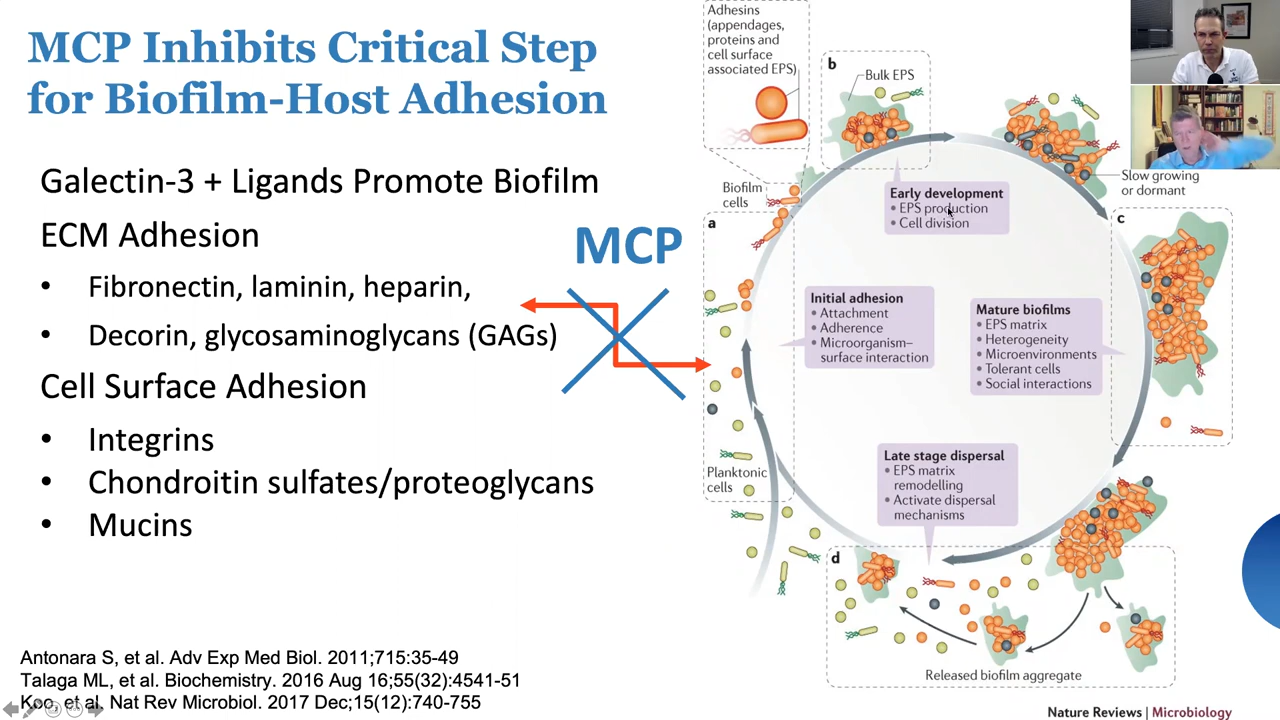 MCP Inhibits Critical Step
for Biofilm-Host Adhesion
Galectin-3 + Ligands Promote Biofilm
ECM Adhesion
• Fibronectin, laminin, heparin,
• Decorin, glycosaminoglycans (GAGs)
Cell Surface Adhesion
• Integrins
• Chondroitin sulfates/proteoglycans
• Mucins
MCP
Antonara S, et al. Adv Exp Med Biol. 2011;715:35-49
Talaga ML, et al. Biochemistry. 2016 Aug 16;55(32):4541-51
Koo, et al. Nat Rev Microbiol. 2017 Dec;15(12):740-755
Adhesins
(appendages,
proteins and
cell surface
associated EPS)
b
Bulk EPS
Slow growing
or dormant
Biofilm
cells
a
Early development
• EPS production
• Cell division
c
Initial adhesion
• Attachment
• Adherence
• Microorganism–
surface interaction
Mature biofilms
• EPS matrix
• Heterogeneity
• Microenvironments
• Tolerant cells
• Social interactions
Late stage dispersal
• EPS matrix
remodelling
• Activate dispersal
mechanisms
Planktonic
cells
d
Released biofilm aggregate
Nature Reviews | Microbiology